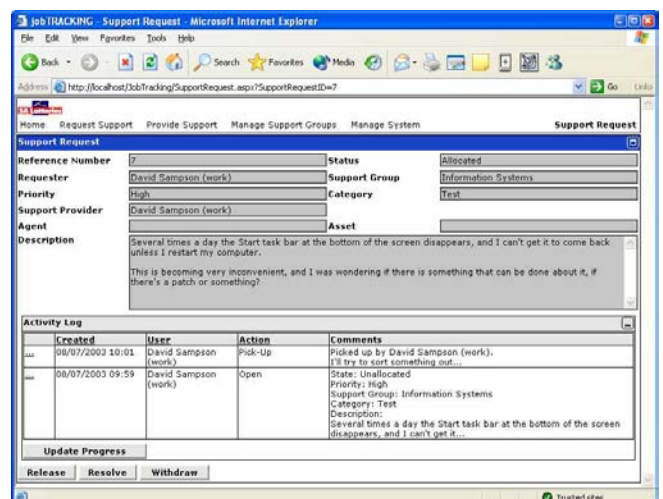 jobTRACKING - Support Request - Microsoft Internet Explorer
File Edit View Favorites Tools Help
Back Search Favorites Media
Address http://localhost/JobTracking/SupportRequest.aspx?SupportRequestID=7 Go Links
Home Request Support Provide Support Manage Support Groups Manage System Support Request
Support Request
Reference Number 7 Status Allocated
Requester David Sampson (work) Support Group Information Systems
Priority High Category Test
Support Provider David Sampson (work)
Agent Asset
Description Several times a day the Start task bar at the bottom of the screen disappears, and I can't get it to come back
unless I restart my computer.
This is becoming very inconvenient, and I was wondering if there is something that can be done about it, if
there's a patch or something?
Activity Log
Created User Action Comments
... 08/07/2003 10:01 David Sampson Pick-Up Picked up by David Sampson (work).
(work) I'll try to sort something out...
... 08/07/2003 09:59 David Sampson Open State: Unallocated
(work) Priority: High
Support Group: Information Systems
Category: Test
Description:
Several times a day the Start task bar at the bottom of the screen
disappears, and I can't get it...
Update Progress
Release Resolve Withdraw
Trusted sites